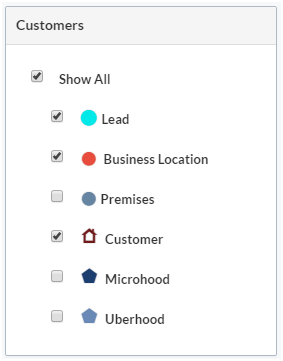 Customers
Show All
Lead
Business Location
Premises
Customer
Microhood
Uberhood